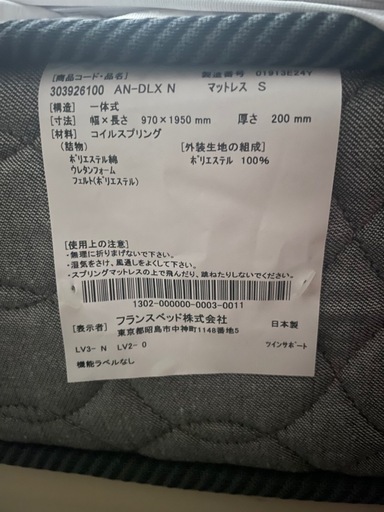 [商品コード・品名] 製造番号 01913E24Y
303926100 AN-DLX N マットレス S
[構造] 一体式
[寸法] 幅×長さ 970×1950mm 厚さ 200mm
[材料] コイルスプリング
(詰物) [外装生地の組成]
ポリエステル綿 ポリエステル 100%
ウレタンフォーム
フェルト(ポリエステル)
[使用上の注意]
・無理に折りまげないで下さい。
・湿気をさけ、風通しをよくして下さい。
・スプリングマットレスの上で飛んだり、跳ねたりしないでください。
1302-000000-0003-0011
[表示者] フランスベッド株式会社 日本製
東京都昭島市中神町1148番地5
LV3- N LV2- 0 ツインサポート
機能ラベルなし